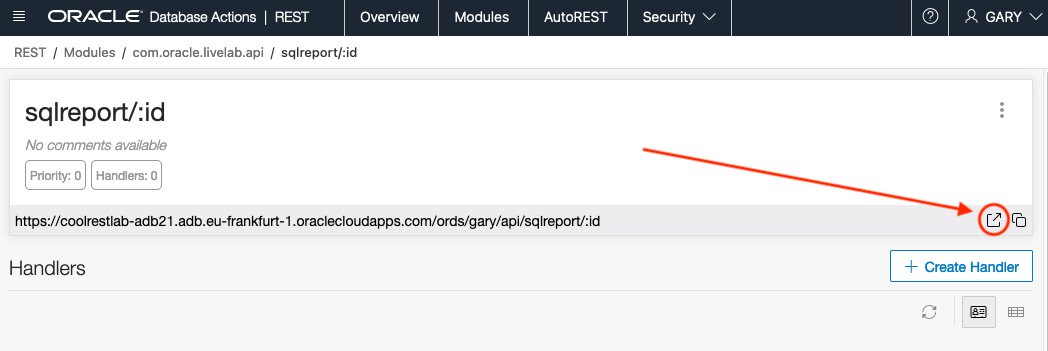 ORACLE Database Actions | REST Overview Modules AutoREST Security GARY
REST / Modules / com.oracle.livelab.api / sqlreport/:id
sqlreport/:id
No comments available
Priority: 0 Handlers: 0
https://coolrestlab-adb21.adb.eu-frankfurt-1.oraclecloudapps.com/ords/gary/api/sqlreport/:id
Handlers + Create Handler